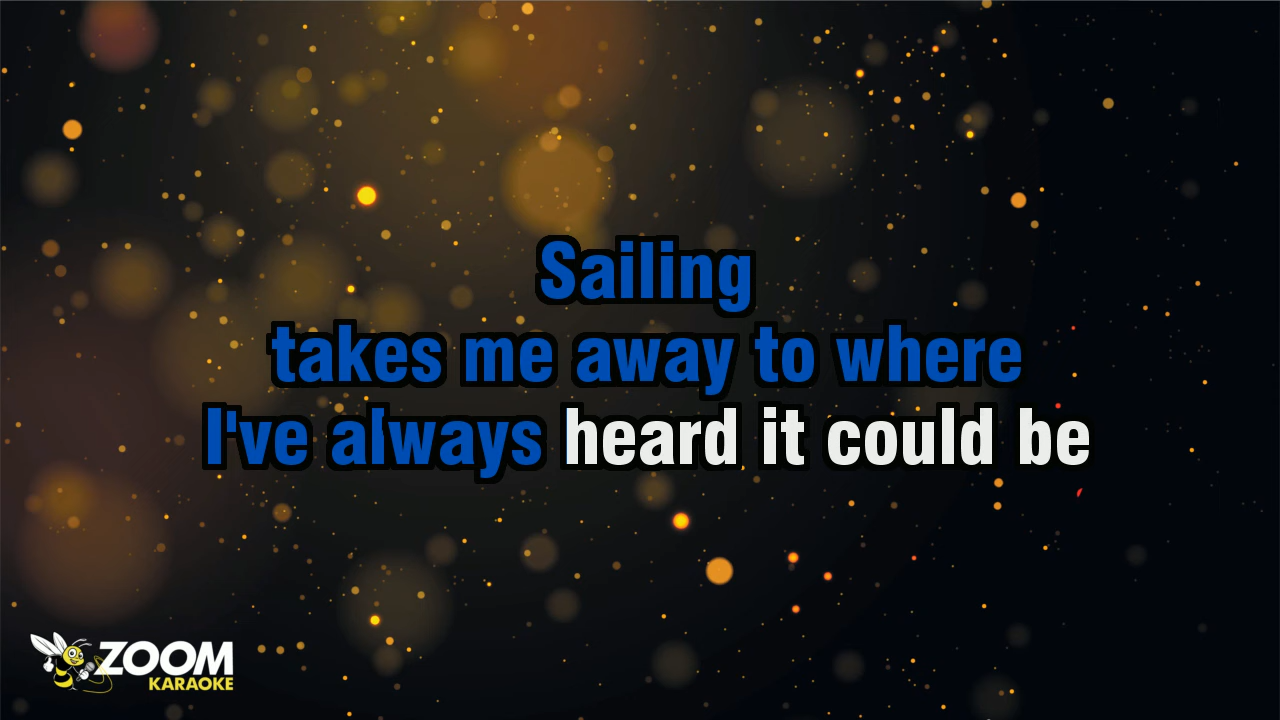 Sailing
takes me away to where
I've always heard it could be
ZOOM
KARAOKE